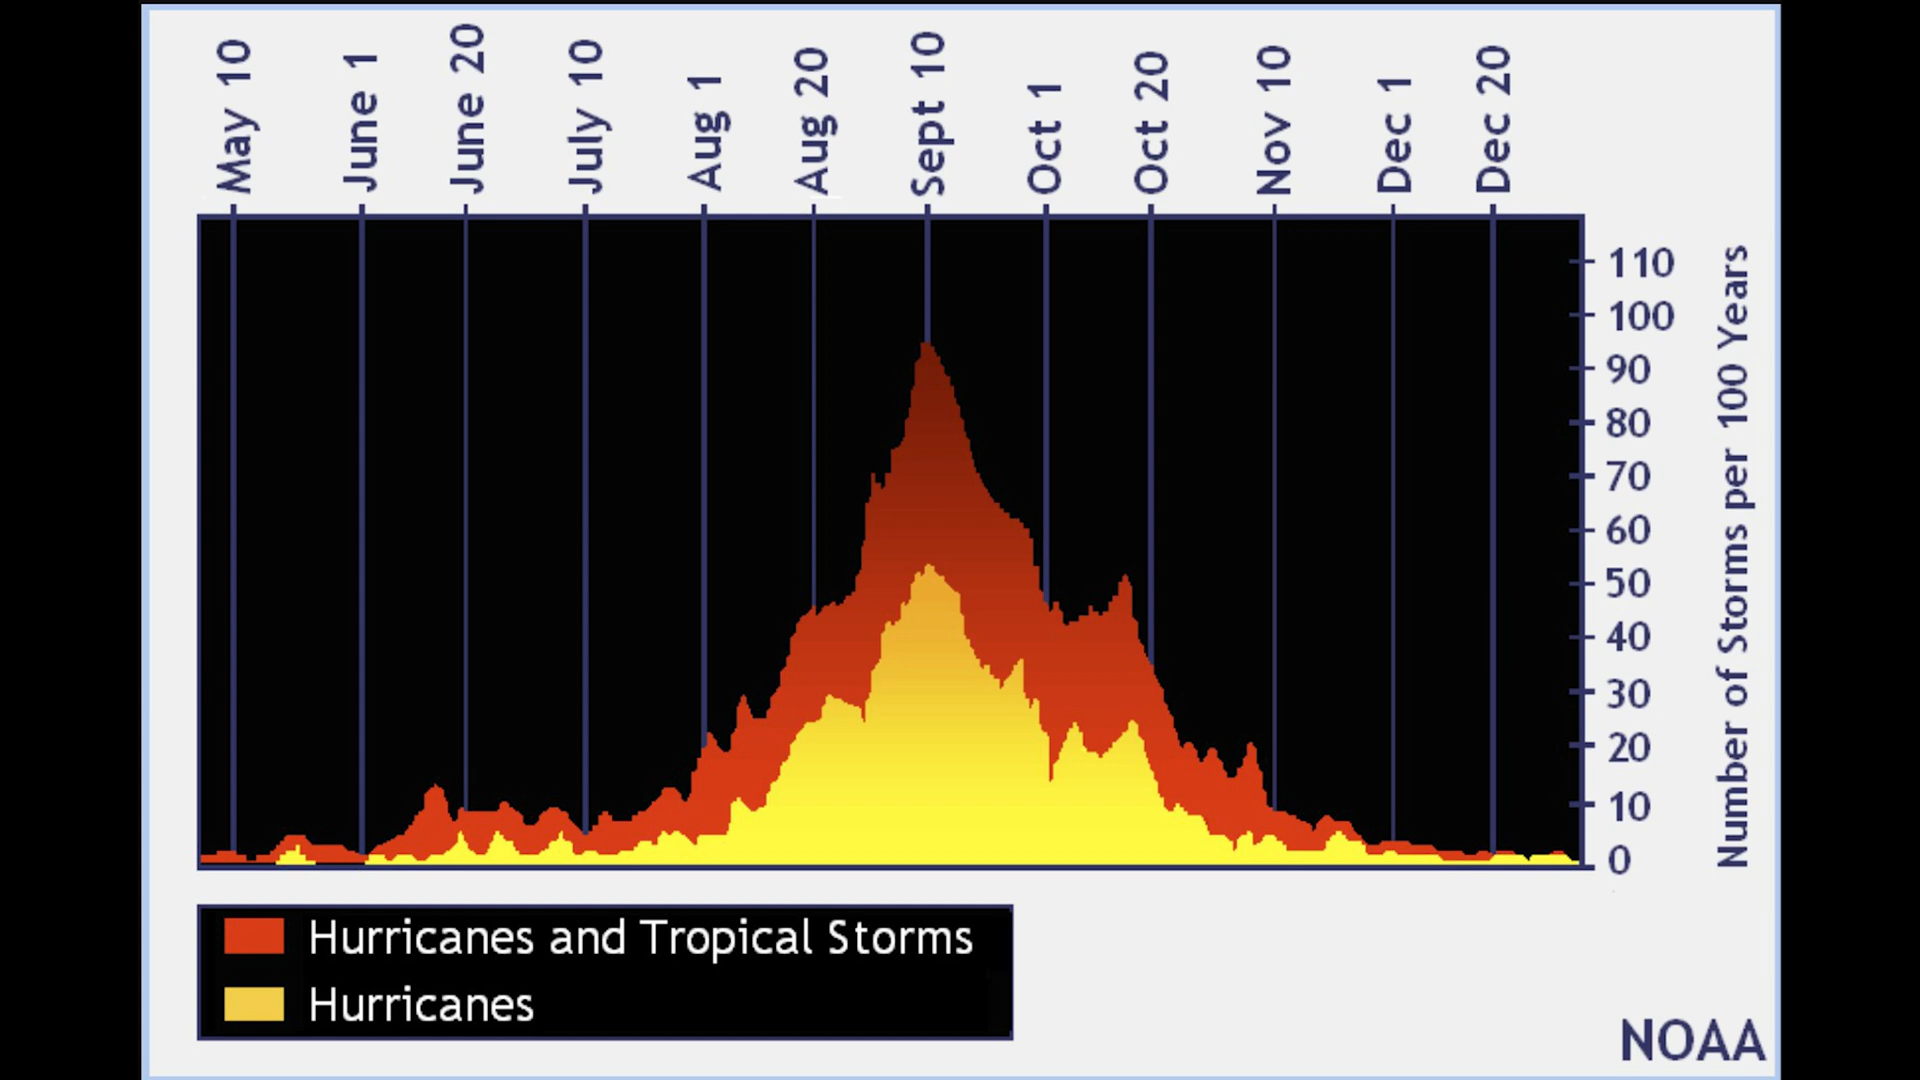 May 10
June 1
June 20
July 10
Aug 1
Aug 20
Sept 10
Oct 1
Oct 20
Nov 10
Dec 1
Dec 20
110
100
90
80
70
60
50
40
30
20
10
0
Number of Storms per 100 Years
Hurricanes and Tropical Storms
Hurricanes
NOAA